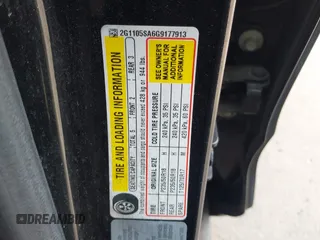 2G1105SA6G9177913
TIRE AND LOADING INFORMATION
SEATING CAPACITY TOTAL 5 FRONT 2 REAR 3
The combined weight of occupants and cargo should never exceed 428 kg or 944 lbs.
TIRE ORIGINAL SIZE COLD TIRE PRESSURE
FRONT P235/50R18 H 240 kPa, 35 PSI
REAR P235/50R18 H 240 kPa, 35 PSI
SPARE T125/70R17 M 420 kPa, 60 PSI
SEE OWNER'S MANUAL FOR ADDITIONAL INFORMATION
DRIVEAUTO.BID